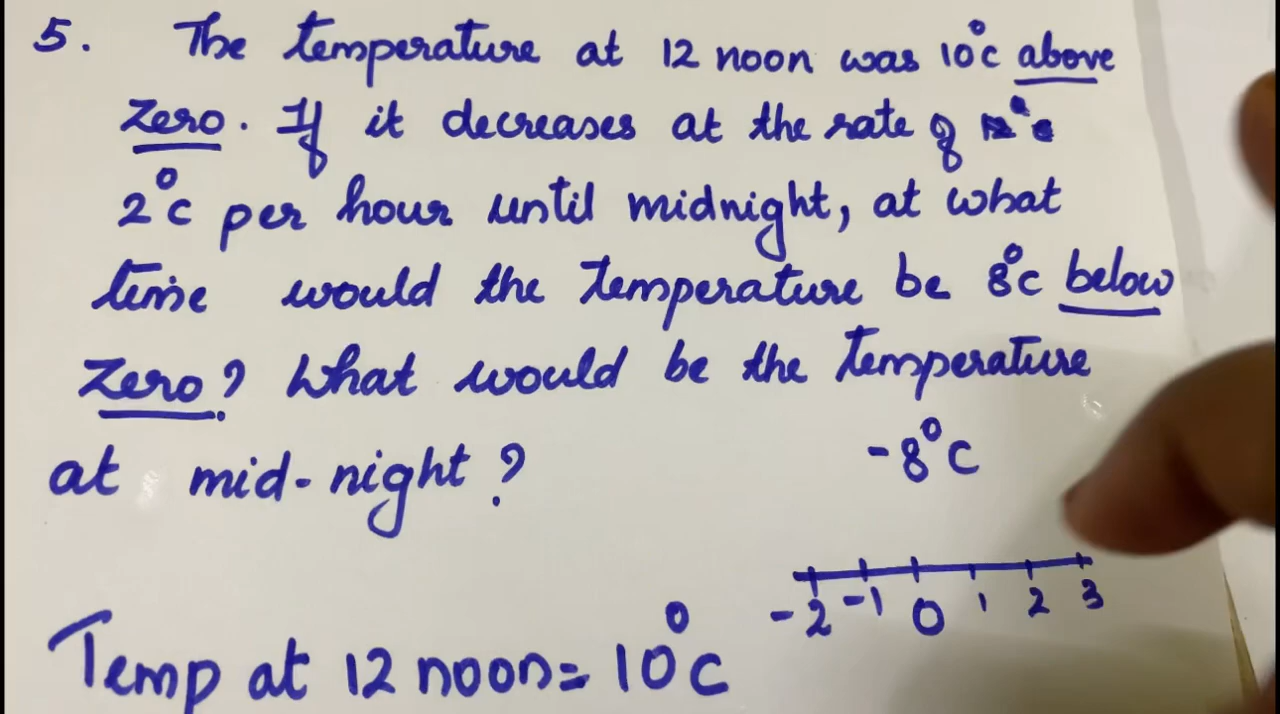 5. The temperature at 12 noon was 10°c above
Zero. If it decreases at the rate of
2°c per hour until midnight, at what
time would the temperature be 8°c below
Zero? What would be the temperature
at mid-night?
-8°c
-2 -1 0 1 2 3
Temp at 12 noon= 10°c